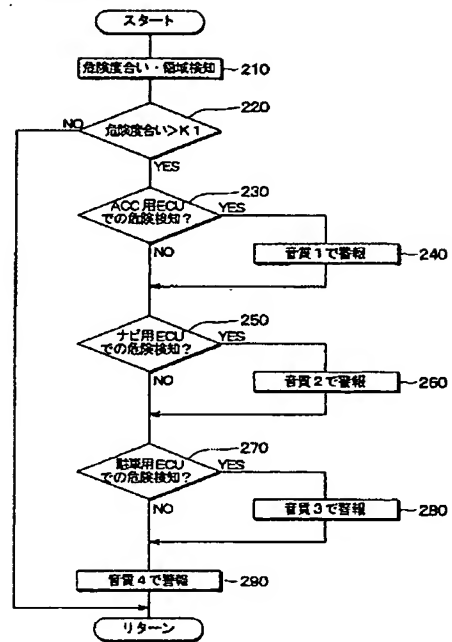 スタート
危険度合い・領域検知
210
危険度合い>K1
220
NO
YES
ACC用ECU
での危険検知?
230
YES
NO
音質1で警報
240
ナビ用ECU
での危険検知?
250
YES
NO
音質2で警報
260
駐車用ECU
での危険検知?
270
YES
NO
音質3で警報
280
音質4で警報
290
リターン